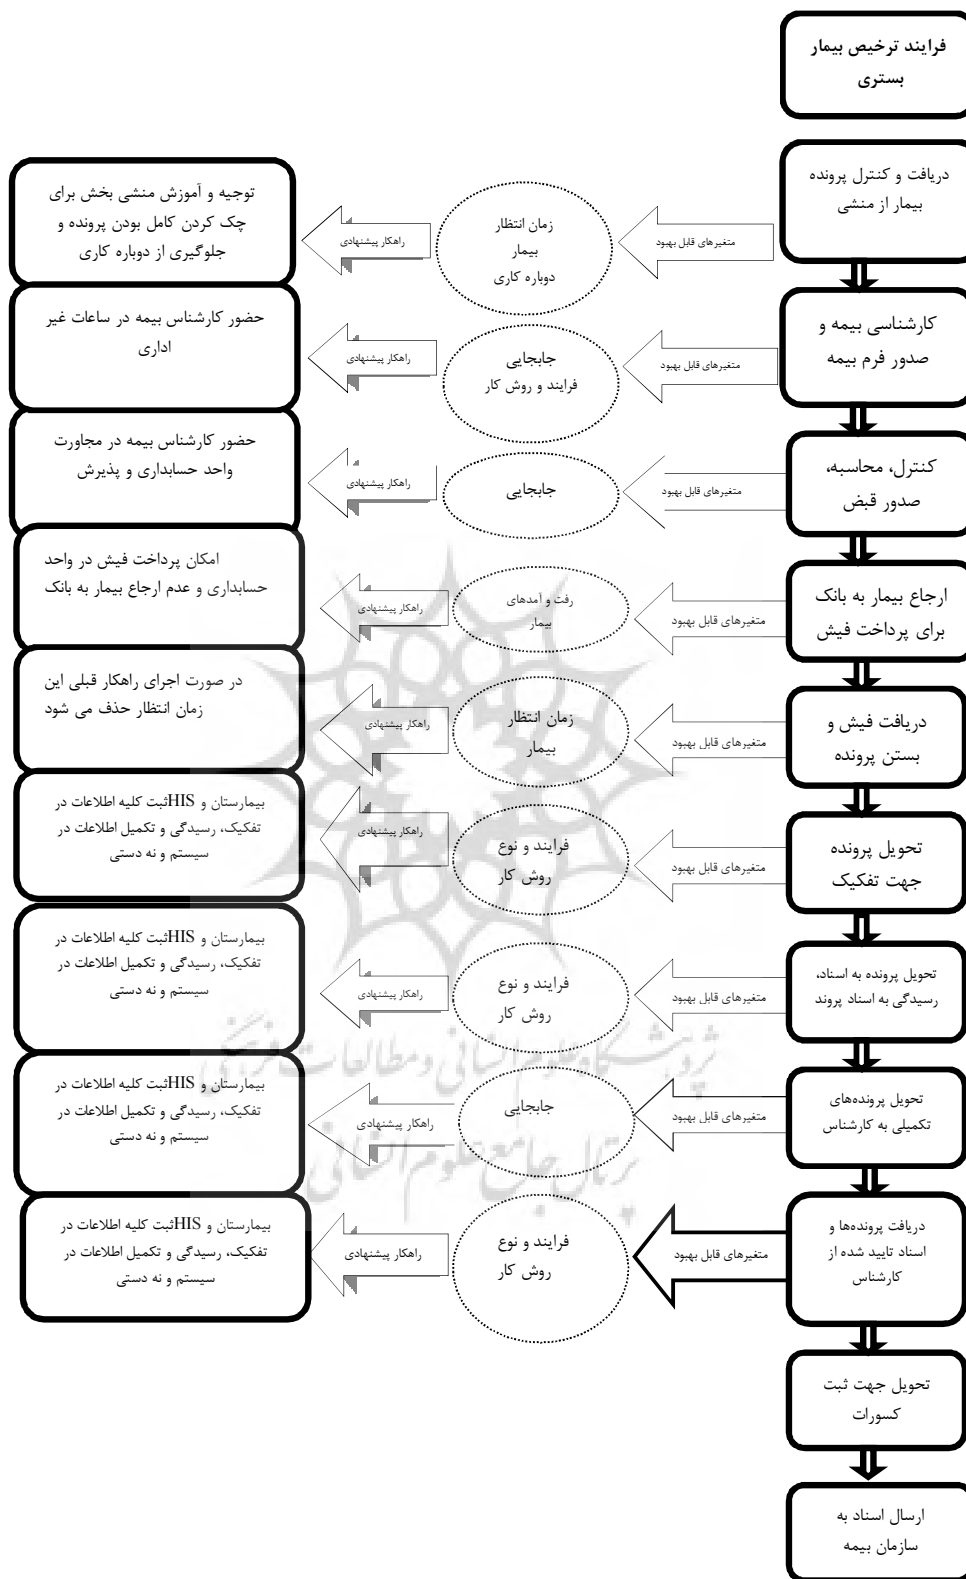 فرایند ترخیص بیمار
بستری
دریافت و کنترل پرونده
بیمار از منشی
متغیرهای قابل بهبود
زمان انتظار
بیمار
دوباره کاری
راهکار پیشنهادی
توجیه و آموزش منشی بخش برای
چک کردن کامل بودن پرونده و
جلوگیری از دوباره کاری
کارشناسی بیمه و
صدور فرم بیمه
متغیرهای قابل بهبود
جابجایی
فرایند و روش کار
راهکار پیشنهادی
حضور کارشناس بیمه در ساعات غیر
اداری
کنترل، محاسبه،
صدور قبض
متغیرهای قابل بهبود
جابجایی
راهکار پیشنهادی
حضور کارشناس بیمه در مجاورت
واحد حسابداری و پذیرش
ارجاع بیمار به بانک
برای پرداخت فیش
متغیرهای قابل بهبود
رفت و آمدهای
بیمار
راهکار پیشنهادی
امکان پرداخت فیش در واحد
حسابداری و عدم ارجاع بیمار به بانک
دریافت فیش و
بستن پرونده
متغیرهای قابل بهبود
زمان انتظار
بیمار
راهکار پیشنهادی
در صورت اجرای راهکار قبلی این
زمان انتظار حذف می شود
تحویل پرونده
جهت تفکیک
متغیرهای قابل بهبود
فرایند و نوع
روش کار
راهکار پیشنهادی
بیمارستان و HISثبت کلیه اطلاعات در
تفکیک، رسیدگی و تکمیل اطلاعات در
سیستم و نه دستی
تحویل پرونده به اسناد،
رسیدگی به اسناد پروند
متغیرهای قابل بهبود
فرایند و نوع
روش کار
راهکار پیشنهادی
بیمارستان و HISثبت کلیه اطلاعات در
تفکیک، رسیدگی و تکمیل اطلاعات در
سیستم و نه دستی
تحویل پرونده‌های
تکمیلی به کارشناس
متغیرهای قابل بهبود
جابجایی
راهکار پیشنهادی
بیمارستان و HISثبت کلیه اطلاعات در
تفکیک، رسیدگی و تکمیل اطلاعات در
سیستم و نه دستی
دریافت پرونده‌ها و
اسناد تایید شده از
کارشناس
متغیرهای قابل بهبود
فرایند و نوع
روش کار
راهکار پیشنهادی
بیمارستان و HISثبت کلیه اطلاعات در
تفکیک، رسیدگی و تکمیل اطلاعات در
سیستم و نه دستی
تحویل جهت ثبت
کسورات
ارسال اسناد به
سازمان بیمه
پژوهشگاه علوم انسانی و مطالعات فرهنگی
پرتال جامع علوم انسانی